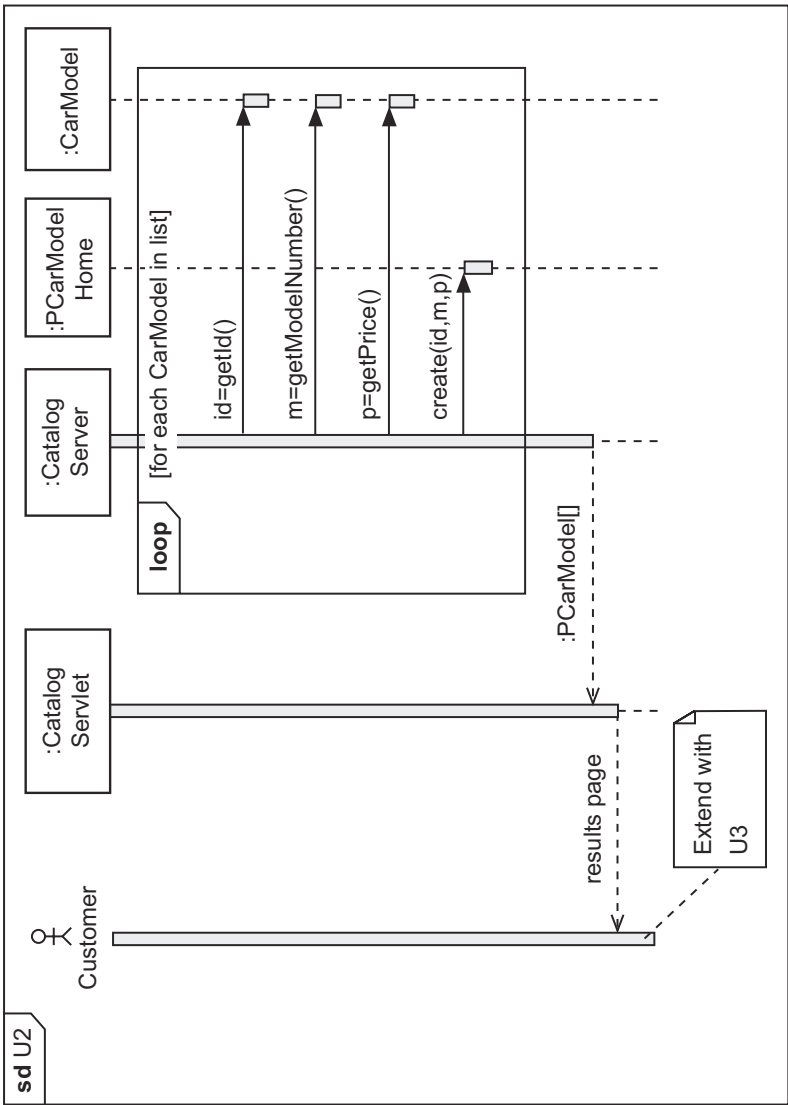 sd U2
Customer
:Catalog
Servlet
:Catalog
Server
:PCarModel
Home
:CarModel
loop
[for each CarModel in list]
id=getId()
m=getModelNumber()
p=getPrice()
create(id,m,p)
:PCarModel[]
results page
Extend with
U3